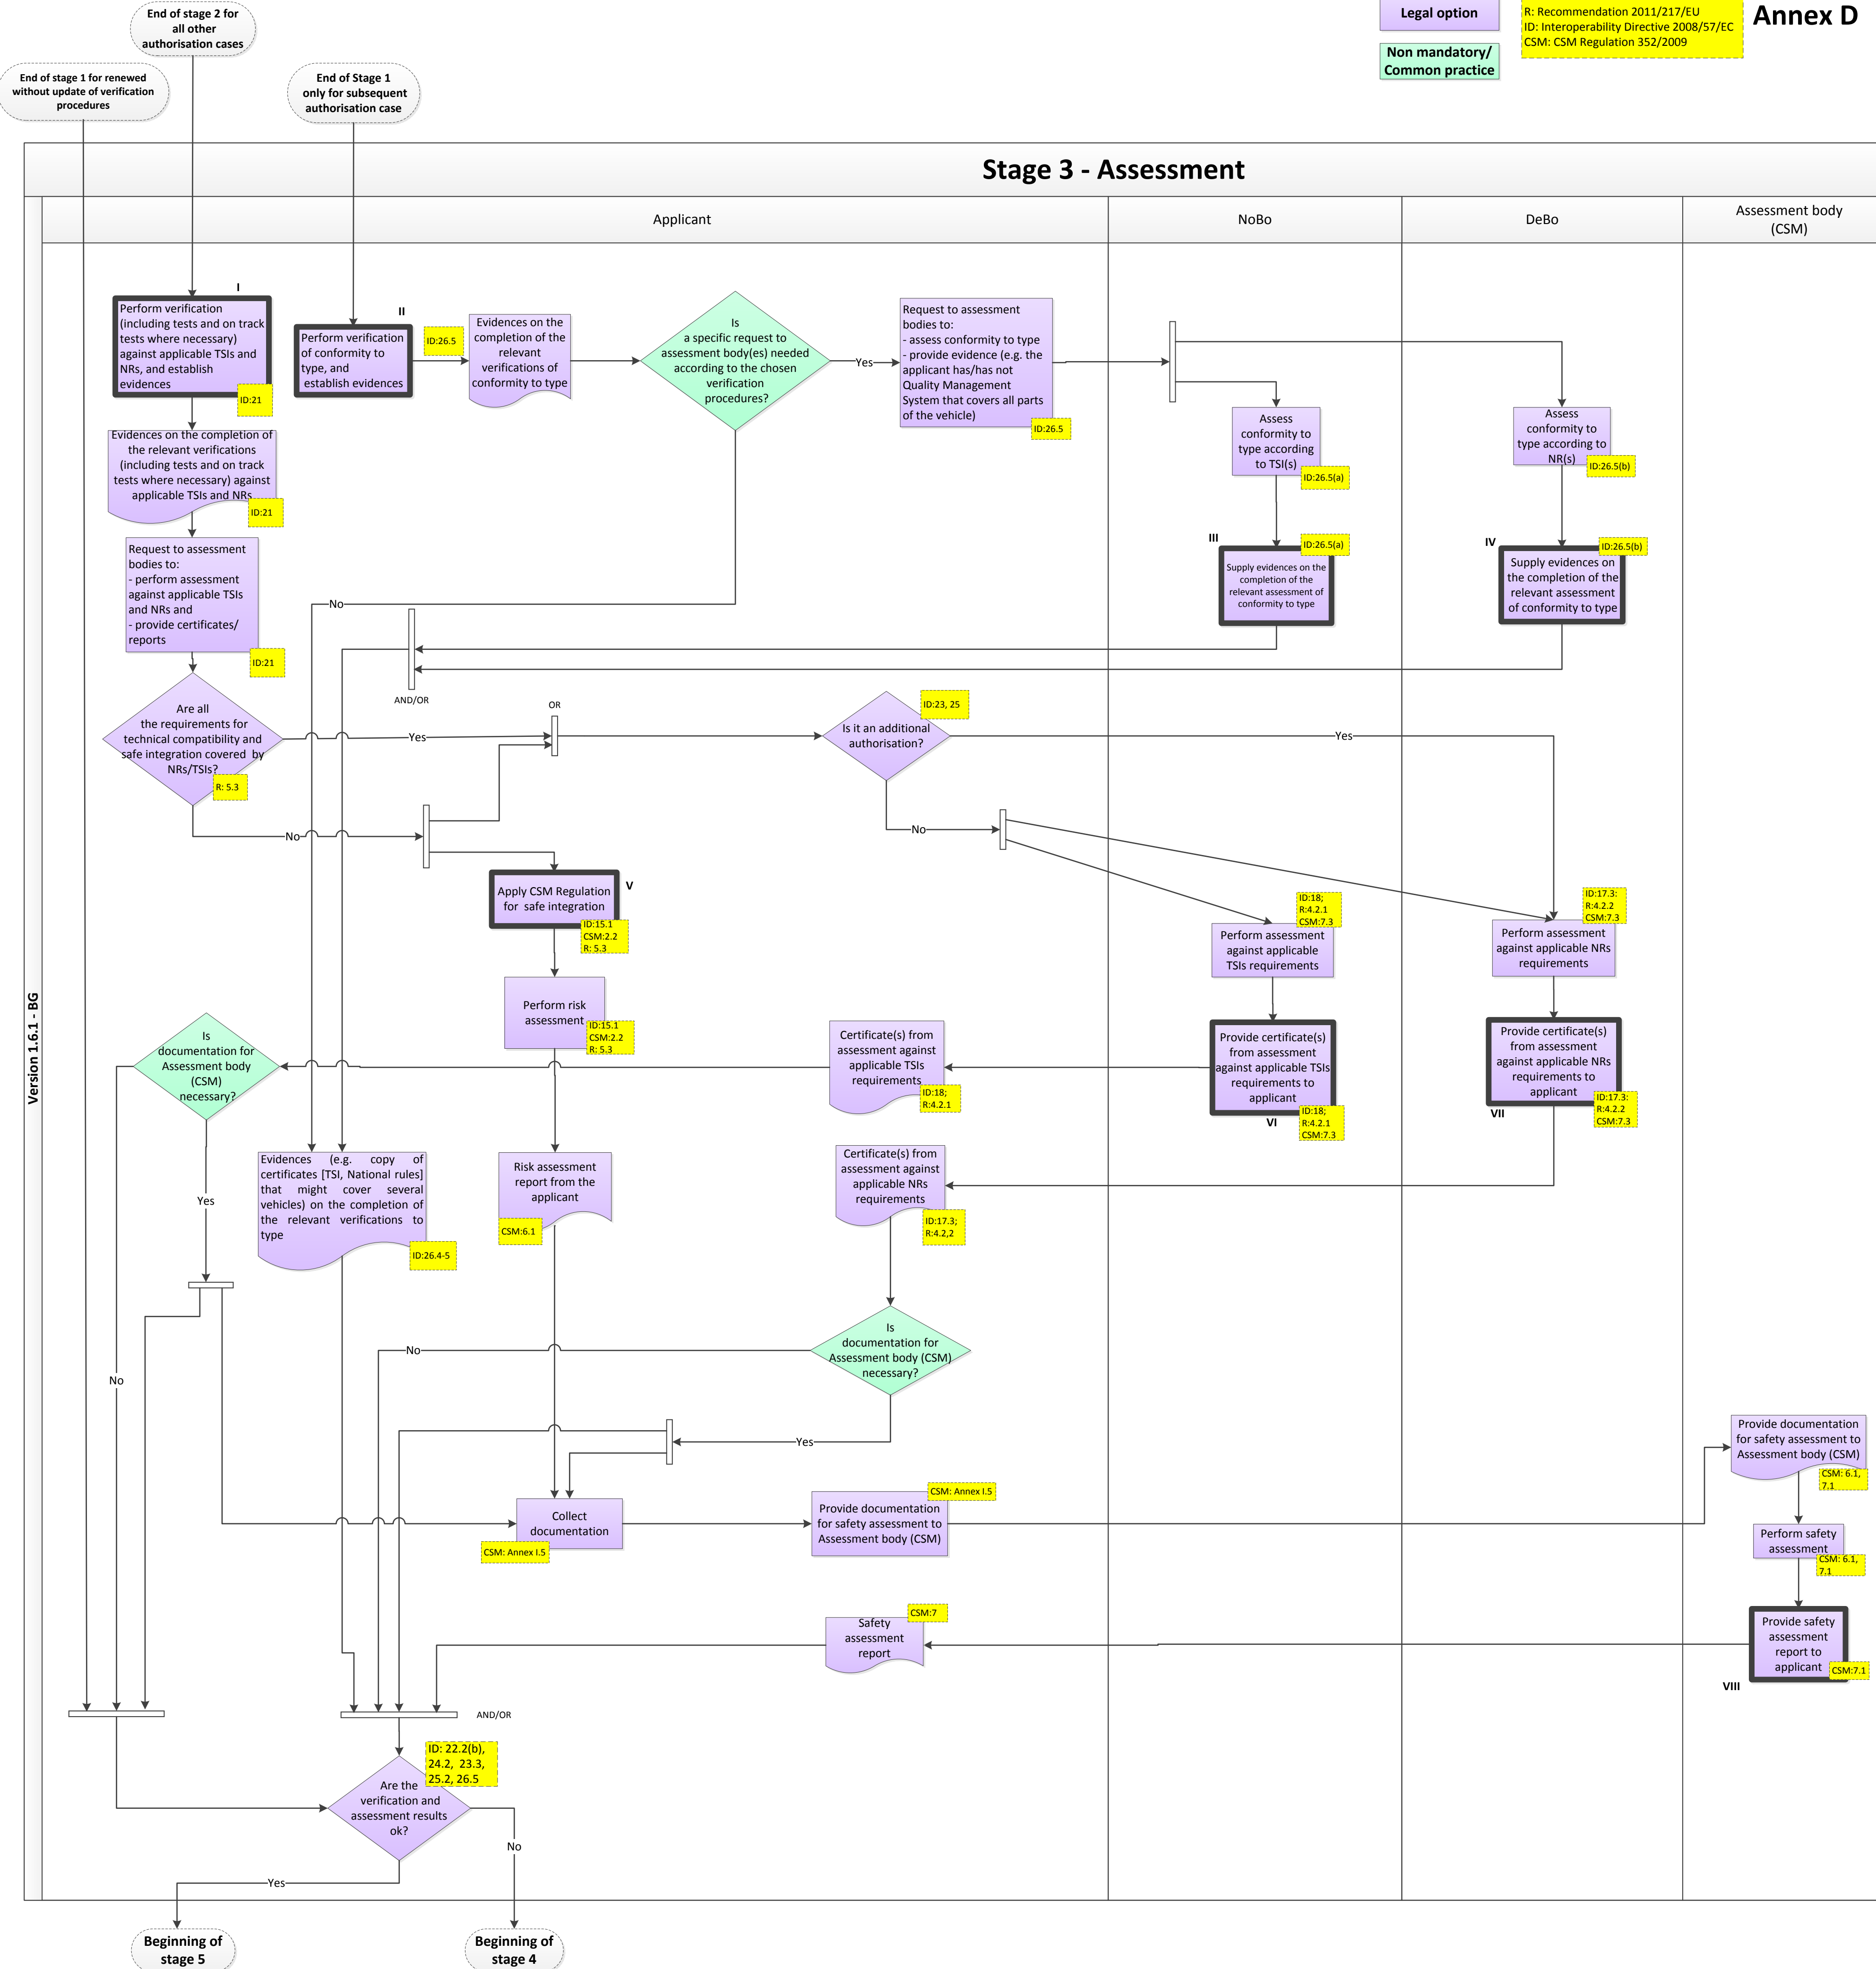 End of stage 2 for
all other
authorisation cases
Legal option
R: Recommendation 2011/217/EU
ID: Interoperability Directive 2008/57/EC
CSM: CSM Regulation 352/2009
Annex D
Non mandatory/
Common practice
End of stage 1 for renewed
without update of verification
procedures
End of Stage 1
only for subsequent
authorisation case
Stage 3 - Assessment
Applicant
NoBo
DeBo
Assessment body
(CSM)
Version 1.6.1 - BG
I
Perform verification
(including tests and on track
tests where necessary)
against applicable TSIs and
NRs, and establish
evidences
ID:21
II
Perform verification
of conformity to
type, and
establish evidences
ID:26.5
Evidences on the
completion of the
relevant
verifications of
conformity to type
Is
a specific request to
assessment body(es) needed
according to the chosen
verification
procedures?
Yes
Request to assessment
bodies to:
- assess conformity to type
- provide evidence (e.g. the
applicant has/has not
Quality Management
System that covers all parts
of the vehicle)
ID:26.5
Assess
conformity to
type according
to TSI(s)
ID:26.5(a)
Assess
conformity to
type according to
NR(s)
ID:26.5(b)
Evidences on the completion of
the relevant verifications
(including tests and on track
tests where necessary) against
applicable TSIs and NRs
ID:21
III
ID:26.5(a)
Supply evidences on the
completion of the
relevant assessment of
conformity to type
IV
ID:26.5(b)
Supply evidences on
the completion of the
relevant assessment
of conformity to type
Request to assessment
bodies to:
- perform assessment
against applicable TSIs
and NRs and
- provide certificates/
reports
ID:21
No
AND/OR
Are all
the requirements for
technical compatibility and
safe integration covered by
NRs/TSIs?
R: 5.3
Yes
OR
ID:23, 25
Is it an additional
authorisation?
Yes
No
No
Apply CSM Regulation
for safe integration
V
ID:15.1
CSM:2.2
R: 5.3
ID:18;
R:4.2.1
CSM:7.3
Perform assessment
against applicable
TSIs requirements
ID:17.3:
R:4.2.2
CSM:7.3
Perform assessment
against applicable NRs
requirements
Perform risk
assessment
ID:15.1
CSM:2.2
R: 5.3
Is
documentation for
Assessment body
(CSM)
necessary?
Certificate(s) from
assessment against
applicable TSIs
requirements
ID:18;
R:4.2.1
Provide certificate(s)
from assessment
against applicable TSIs
requirements to
applicant
VI
ID:18;
R:4.2.1
CSM:7.3
Provide certificate(s)
from assessment
against applicable NRs
requirements to
applicant
VII
ID:17.3:
R:4.2.2
CSM:7.3
Yes
Evidences (e.g. copy of
certificates [TSI, National rules]
that might cover several
vehicles) on the completion of
the relevant verifications to
type
ID:26.4-5
Risk assessment
report from the
applicant
CSM:6.1
Certificate(s) from
assessment against
applicable NRs
requirements
ID:17.3;
R:4.2,2
No
No
Is
documentation for
Assessment body (CSM)
necessary?
Yes
Provide documentation
for safety assessment to
Assessment body (CSM)
CSM: 6.1,
7.1
Collect
documentation
CSM: Annex I.5
CSM: Annex I.5
Provide documentation
for safety assessment to
Assessment body (CSM)
Perform safety
assessment
CSM: 6.1,
7.1
CSM:7
Safety
assessment
report
Provide safety
assessment
report to
applicant
CSM:7.1
VIII
AND/OR
ID: 22.2(b),
24.2, 23.3,
25.2, 26.5
Are the
verification and
assessment results
ok?
No
Yes
Beginning of
stage 5
Beginning of
stage 4